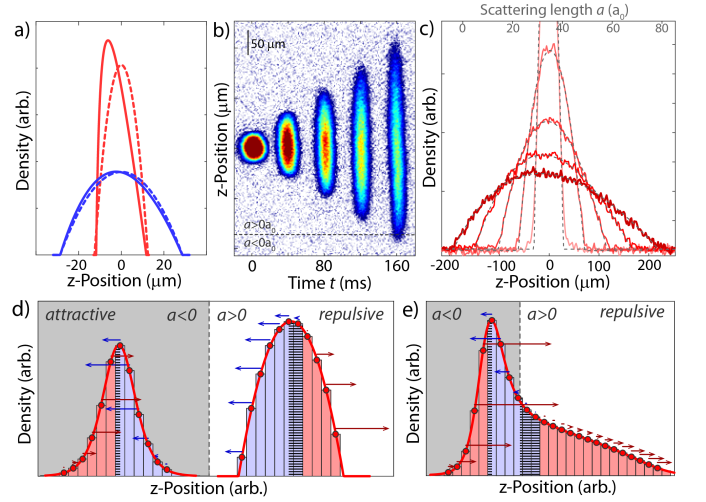 a)
Density (arb.)
-20 0 20
z-Position (µm)
b)
50 µm
z-Position (µm)
a>0a₀
a<0a₀
0 80 160
Time t (ms)
c)
Scattering length a (a₀)
0 20 40 60 80
Density (arb.)
-200 -100 0 100 200
z-Position (µm)
d)
attractive a<0 a>0 repulsive
Density (arb.)
z-Position (arb.)
e)
a<0 a>0 repulsive
Density (arb.)
z-Position (arb.)